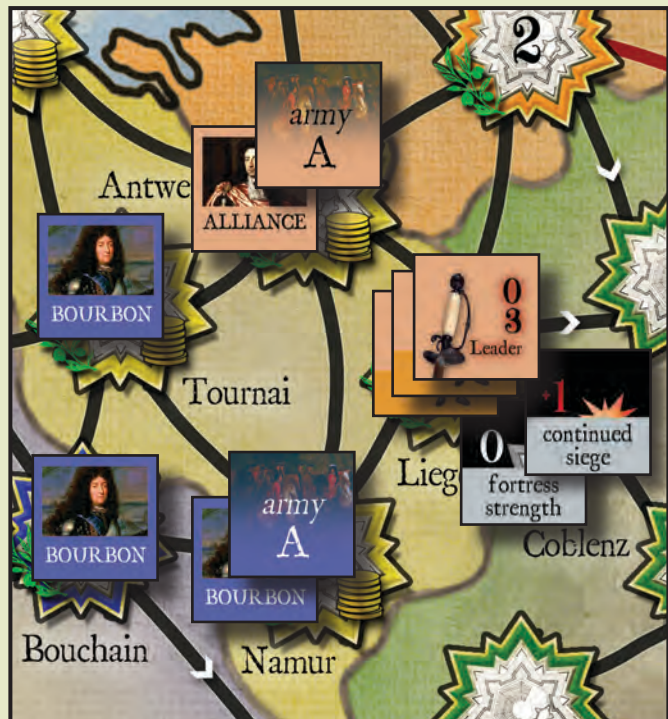 2
army
A
Antwe
ALLIANCE
BOURBON
0
3
Leader
Tournai
+1
continued
siege
0
fortress
strength
Lieg
Coblenz
BOURBON
army
A
BOURBON
Bouchain
Namur